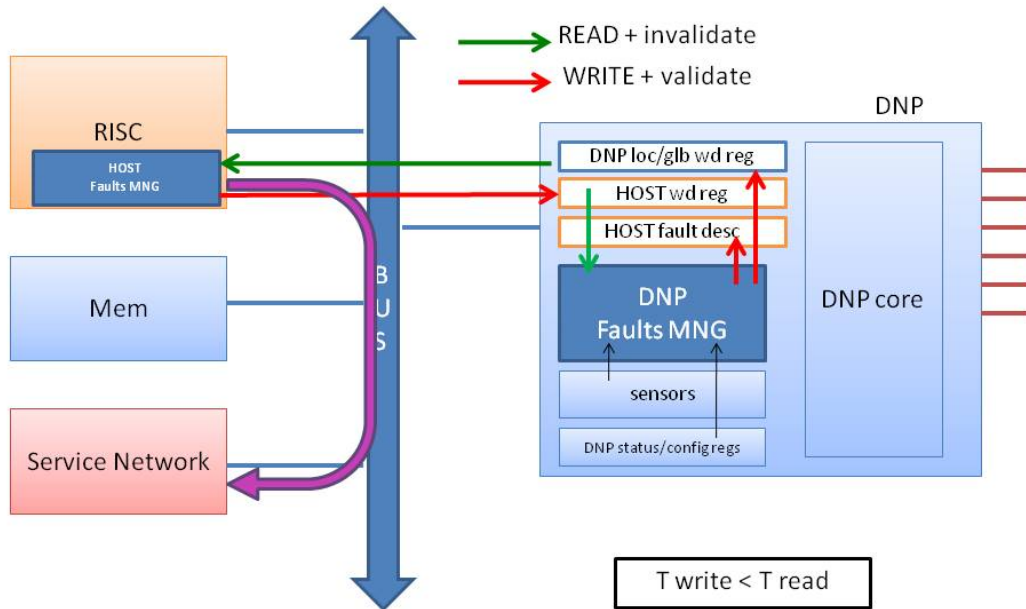 READ + invalidate
WRITE + validate
DNP
RISC
HOST
Faults MNG
DNP loc/glb wd reg
HOST wd reg
HOST fault desc
BUS
Mem
DNP
Faults MNG
DNP core
sensors
DNP status/config regs
Service Network
T write < T read